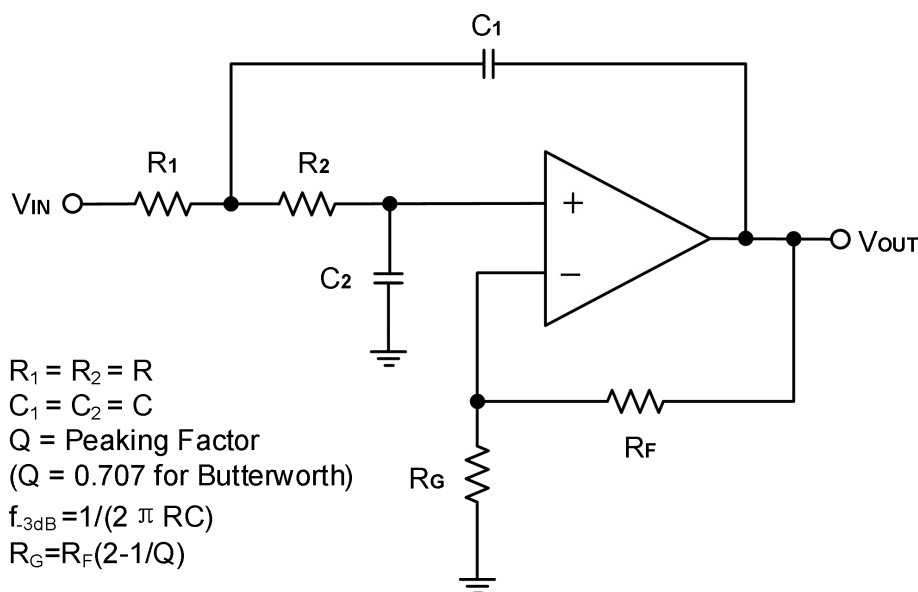 C1
R1
R2
VIN
+
−
VOUT
C2
RF
RG
R1 = R2 = R
C1 = C2 = C
Q = Peaking Factor
(Q = 0.707 for Butterworth)
f-3dB =1/(2 π RC)
RG=RF(2-1/Q)